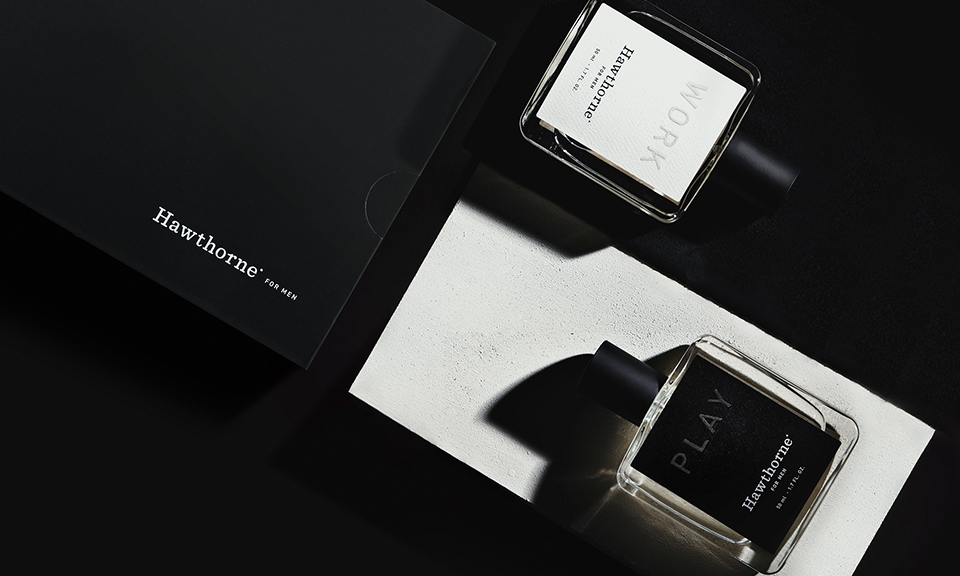 Hawthorne®
FOR MEN
WORK
Hawthorne®
FOR MEN
50 ml - 1.7 FL. OZ.
PLAY
Hawthorne®
FOR MEN
50 ml - 1.7 FL. OZ.